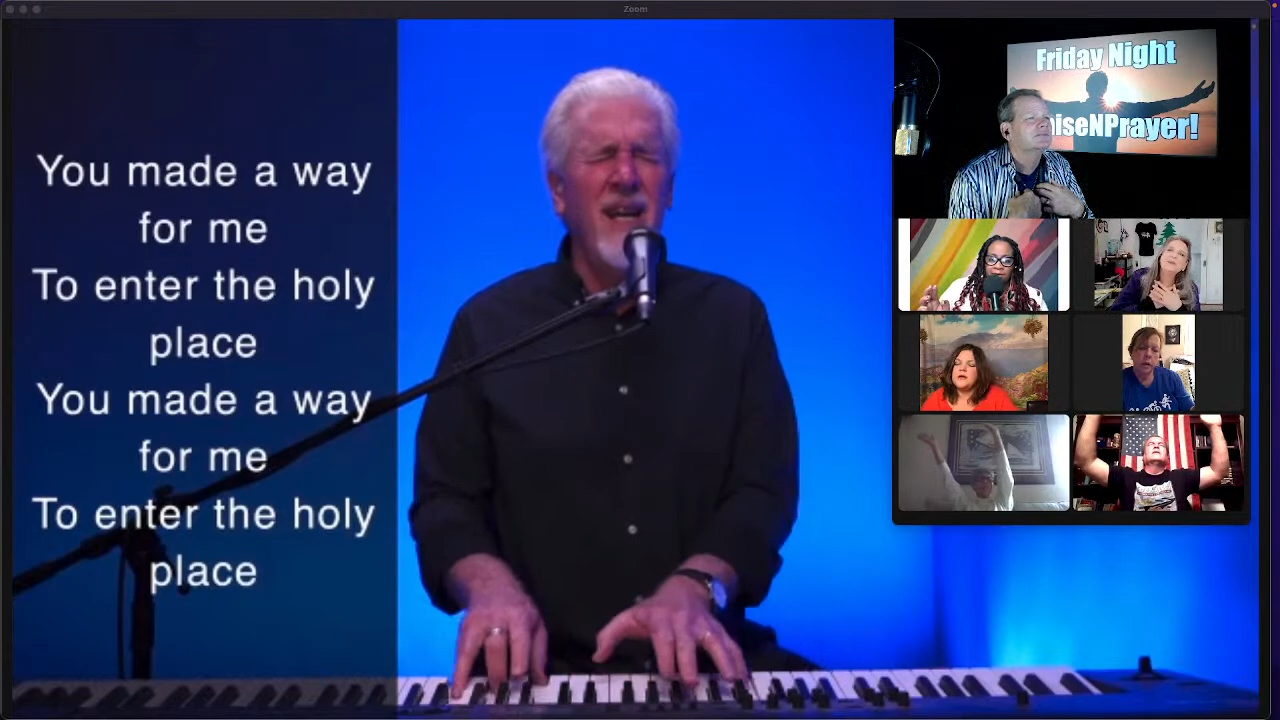 Zoom
You made a way
for me
To enter the holy
place
You made a way
for me
To enter the holy
place
Friday Night
aiseNPrayer!